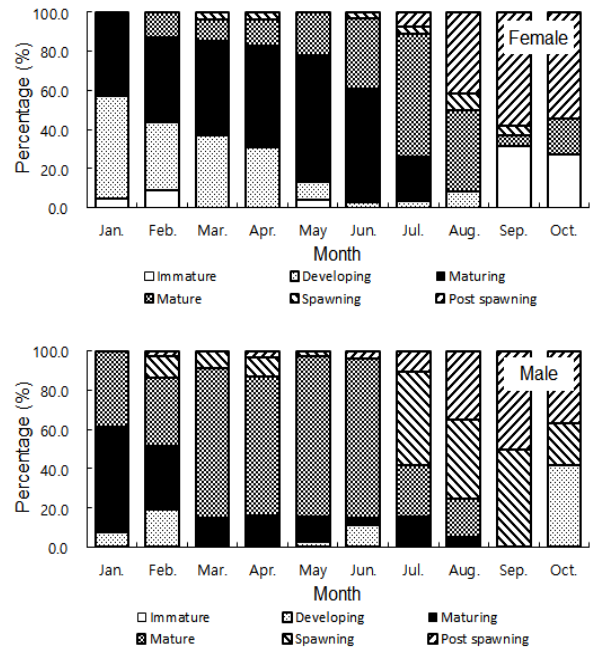 100.0
80.0
60.0
40.0
20.0
0.0
Percentage (%)
Female
Jan. Feb. Mar. Apr. May Jun. Jul. Aug. Sep. Oct.
Month
Immature Developing Maturing
Mature Spawning Post spawning
100.0
80.0
60.0
40.0
20.0
0.0
Percentage (%)
Male
Jan. Feb. Mar. Apr. May Jun. Jul. Aug. Sep. Oct.
Month
Immature Developing Maturing
Mature Spawning Post spawning